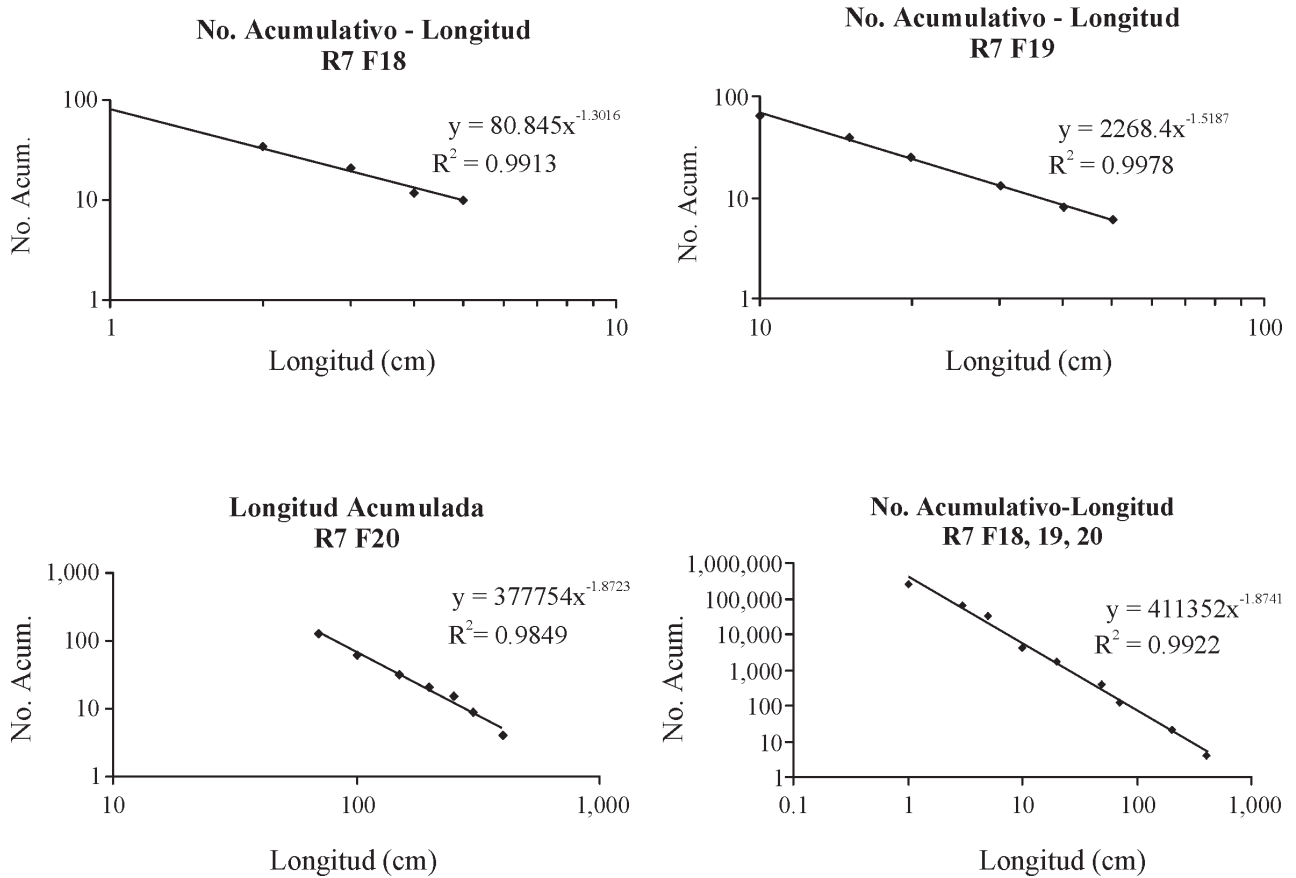 No. Acumulativo - Longitud
R7 F18
100
10
1
1
10
No. Acum.
Longitud (cm)
y = 80.845x^-1.3016
R² = 0.9913
No. Acumulativo - Longitud
R7 F19
100
10
1
10
100
No. Acum.
Longitud (cm)
y = 2268.4x^-1.5187
R² = 0.9978
Longitud Acumulada
R7 F20
1,000
100
10
1
10
100
1,000
No. Acum.
Longitud (cm)
y = 377754x^-1.8723
R²= 0.9849
No. Acumulativo-Longitud
R7 F18, 19, 20
1,000,000
100,000
10,000
1,000
100
10
1
0.1
1
10
100
1,000
No. Acum.
Longitud (cm)
y = 411352x^-1.8741
R² = 0.9922